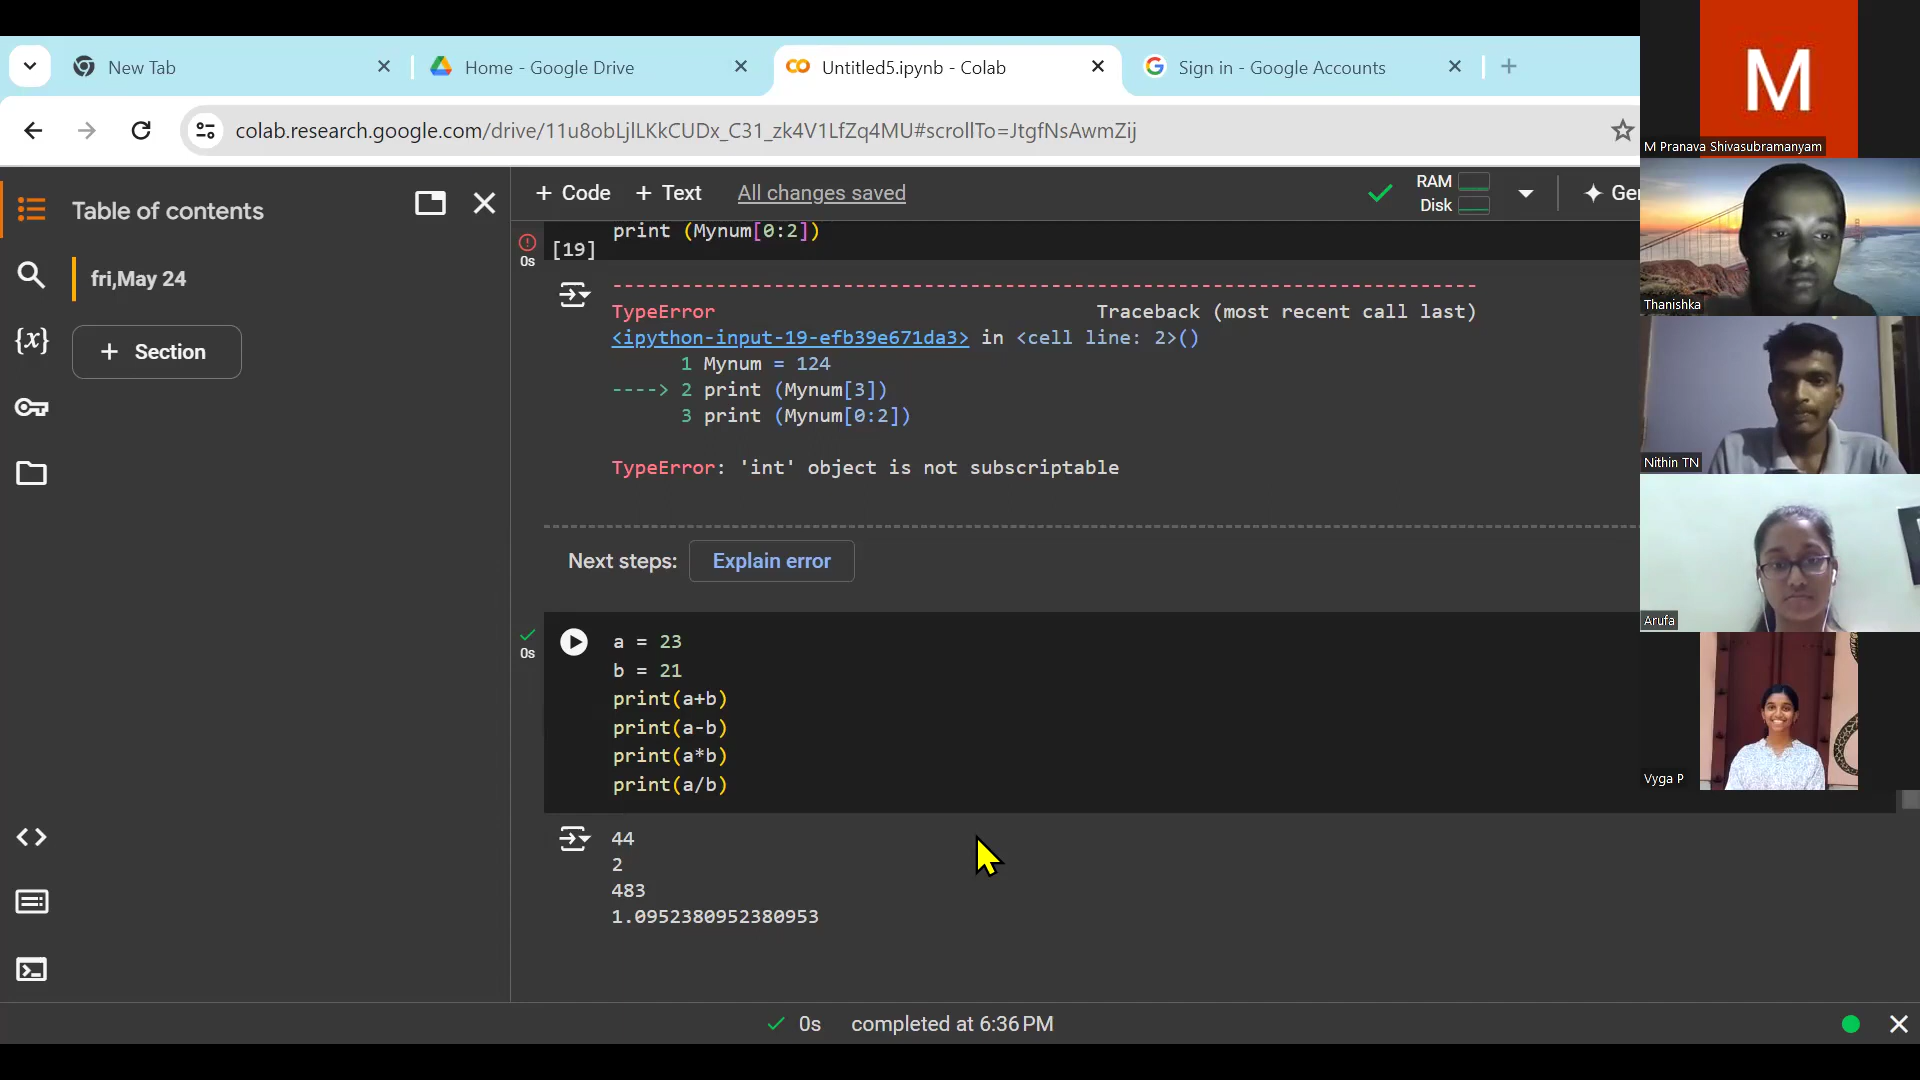 New Tab
Home - Google Drive
Untitled5.ipynb - Colab
Sign in - Google Accounts
colab.research.google.com/drive/11u8obLjlLKkCUDx_C31_zk4V1LfZq4MU#scrollTo=JtgfNsAwmZij
Table of contents
+ Code + Text All changes saved
RAM
Disk
Ge
fri,May 24
+ Section
{x}
print (Mynum[0:2])
[19]
0s
TypeError Traceback (most recent call last)
<ipython-input-19-efb39e671da3> in <cell line: 2>()
1 Mynum = 124
----> 2 print (Mynum[3])
3 print (Mynum[0:2])
TypeError: 'int' object is not subscriptable
Next steps: Explain error
0s
a = 23
b = 21
print(a+b)
print(a-b)
print(a*b)
print(a/b)
44
2
483
1.0952380952380953
0s completed at 6:36 PM
M
M Pranava Shivasubramanyam
Thanishka
Nithin TN
Arufa
Vyga P